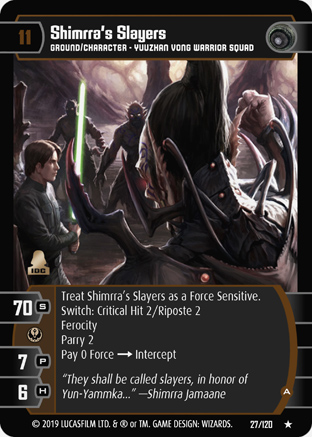 11
Shimrra's Slayers
GROUND/CHARACTER - YUUZHAN VONG WARRIOR SQUAD
IDC
70 S
Treat Shimrra's Slayers as a Force Sensitive.
Switch: Critical Hit 2/Riposte 2
Ferocity
Parry 2
7 P
Pay 0 Force → Intercept
6 H
"They shall be called slayers, in honor of
Yun-Yammka..." —Shimrra Jamaane
A
© 2019 LUCASFILM LTD. & ® or TM. GAME DESIGN: WIZARDS.
27/120 ★